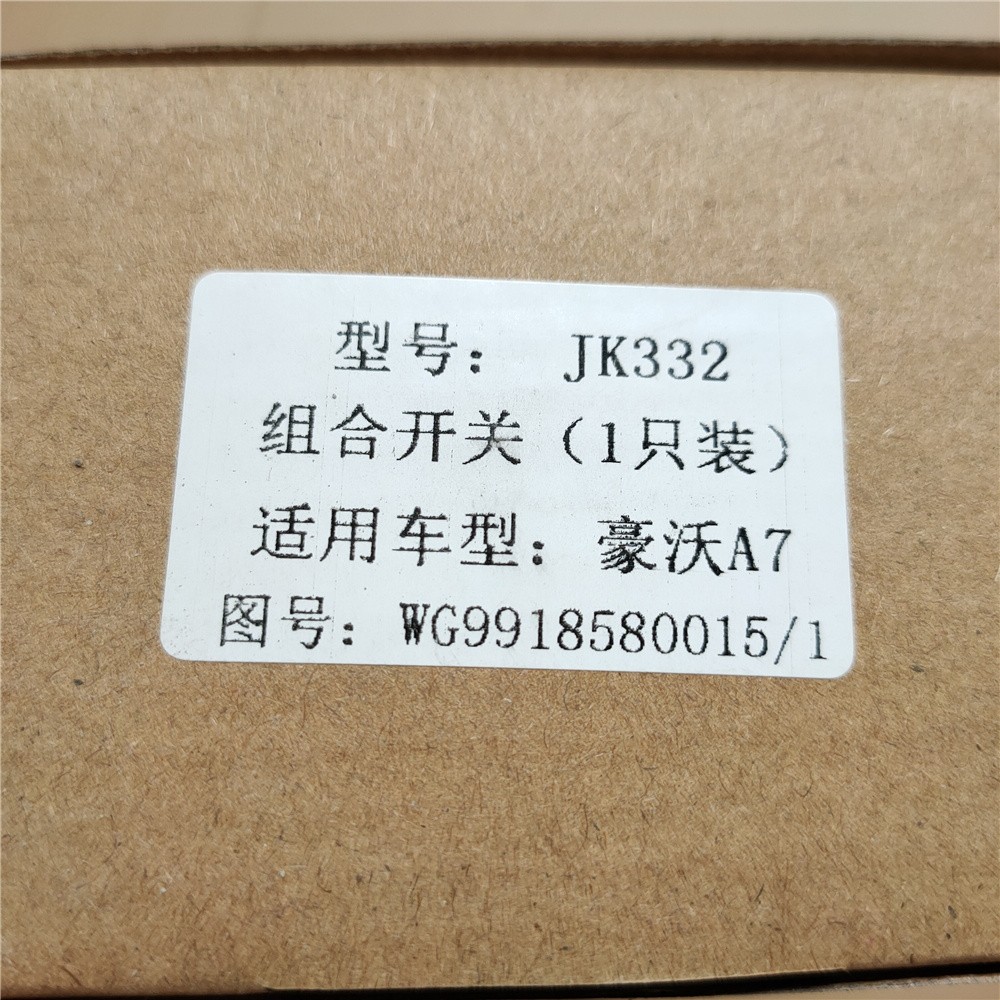 型号： JK332
组合开关（1只装）
适用车型：豪沃A7
图号：WG9918580015/1